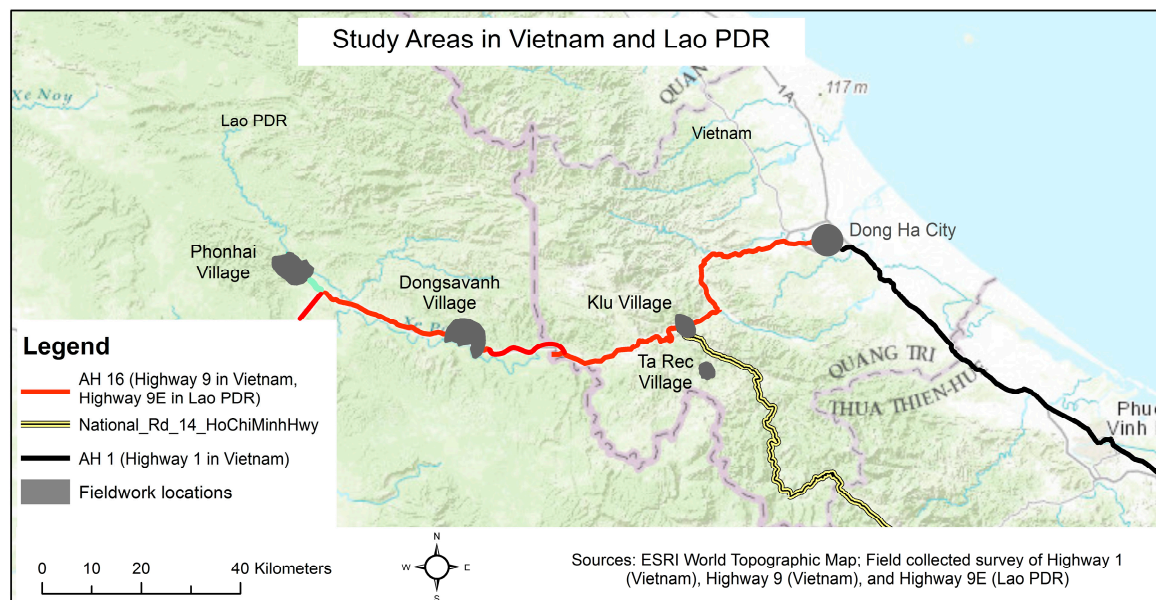 Study Areas in Vietnam and Lao PDR
Xe Noy
Lao PDR
QUANG
1A
117 m
Vietnam
Dong Ha City
Phonhai
Village
Dongsavanh
Village
Klu Village
Ta Rec
Village
QUANG TRI
THUA THIEN-HUE
Phuo
Vinh
Legend
AH 16 (Highway 9 in Vietnam,
Highway 9E in Lao PDR)
National_Rd_14_HoChiMinhHwy
AH 1 (Highway 1 in Vietnam)
Fieldwork locations
0 10 20 40 Kilometers
N
W E
S
Sources: ESRI World Topographic Map; Field collected survey of Highway 1
(Vietnam), Highway 9 (Vietnam), and Highway 9E (Lao PDR)